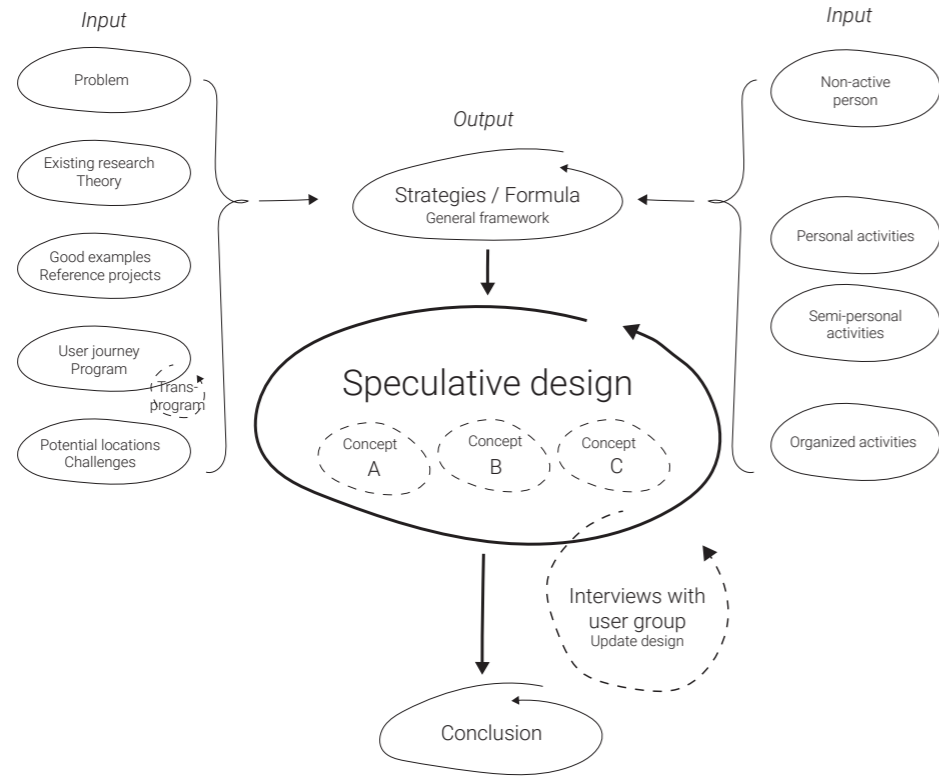 Input
Problem
Existing research
Theory
Good examples
Reference projects
User journey
Program
Trans-
program
Potential locations
Challenges
Output
Strategies / Formula
General framework
Speculative design
Concept
A
Concept
B
Concept
C
Interviews with
user group
Update design
Conclusion
Input
Non-active
person
Personal activities
Semi-personal
activities
Organized activities